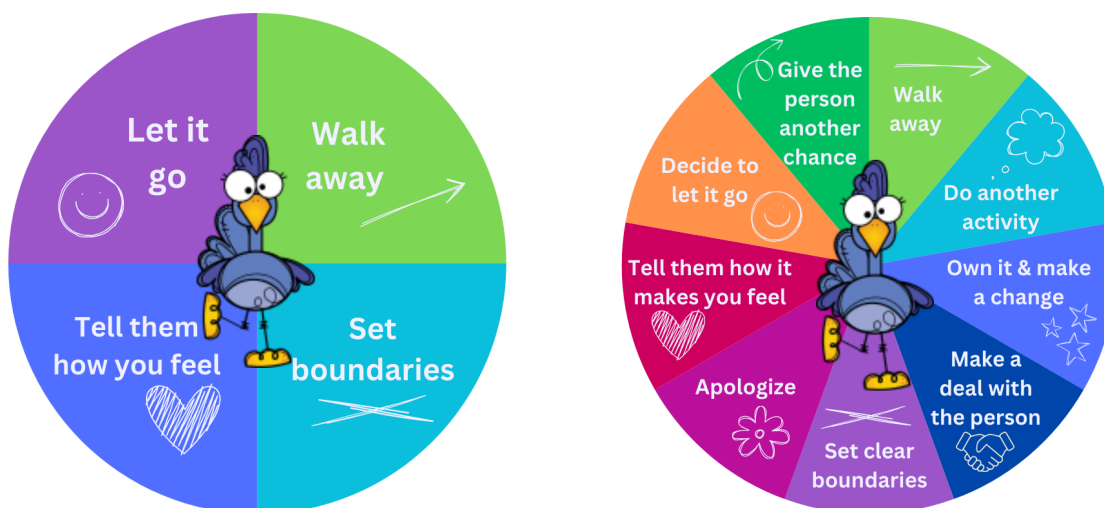 Let it
go
Walk
away
Tell them
how you feel
Set
boundaries
Give the
person
another
chance
Walk
away
Do another
activity
Own it & make
a change
Make a
deal with
the person
Set clear
boundaries
Apologize
Tell them how it
makes you feel
Decide to
let it go